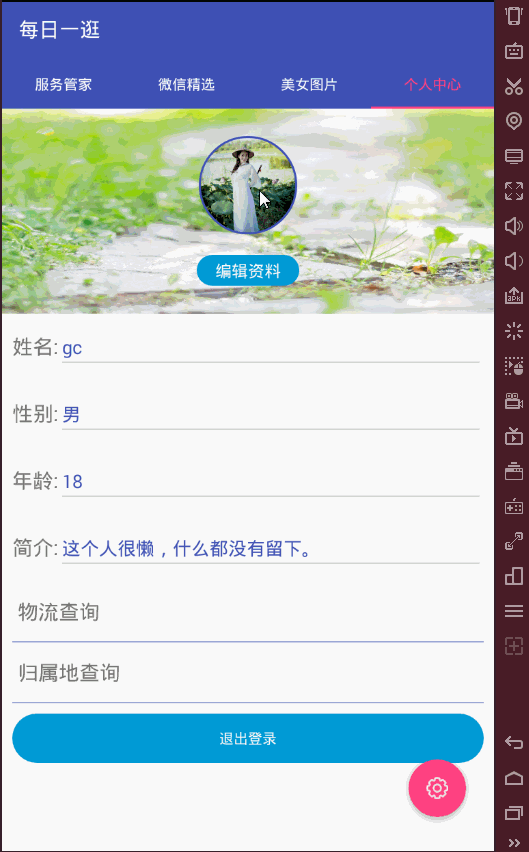 每日一逛
服务管家 微信精选 美女图片 个人中心
编辑资料
姓名: gc
性别: 男
年龄: 18
简介: 这个人很懒，什么都没有留下。
物流查询
归属地查询
退出登录